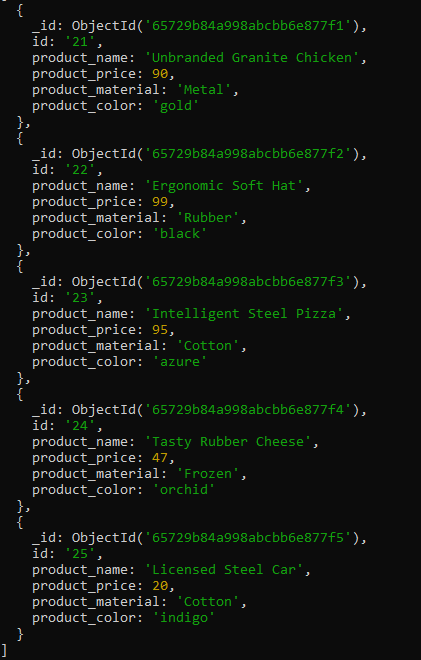 {
_id: ObjectId('65729b84a998abcbb6e877f1'),
id: '21',
product_name: 'Unbranded Granite Chicken',
product_price: 90,
product_material: 'Metal',
product_color: 'gold'
},
{
_id: ObjectId('65729b84a998abcbb6e877f2'),
id: '22',
product_name: 'Ergonomic Soft Hat',
product_price: 99,
product_material: 'Rubber',
product_color: 'black'
},
{
_id: ObjectId('65729b84a998abcbb6e877f3'),
id: '23',
product_name: 'Intelligent Steel Pizza',
product_price: 95,
product_material: 'Cotton',
product_color: 'azure'
},
{
_id: ObjectId('65729b84a998abcbb6e877f4'),
id: '24',
product_name: 'Tasty Rubber Cheese',
product_price: 47,
product_material: 'Frozen',
product_color: 'orchid'
},
{
_id: ObjectId('65729b84a998abcbb6e877f5'),
id: '25',
product_name: 'Licensed Steel Car',
product_price: 20,
product_material: 'Cotton',
product_color: 'indigo'
}
]